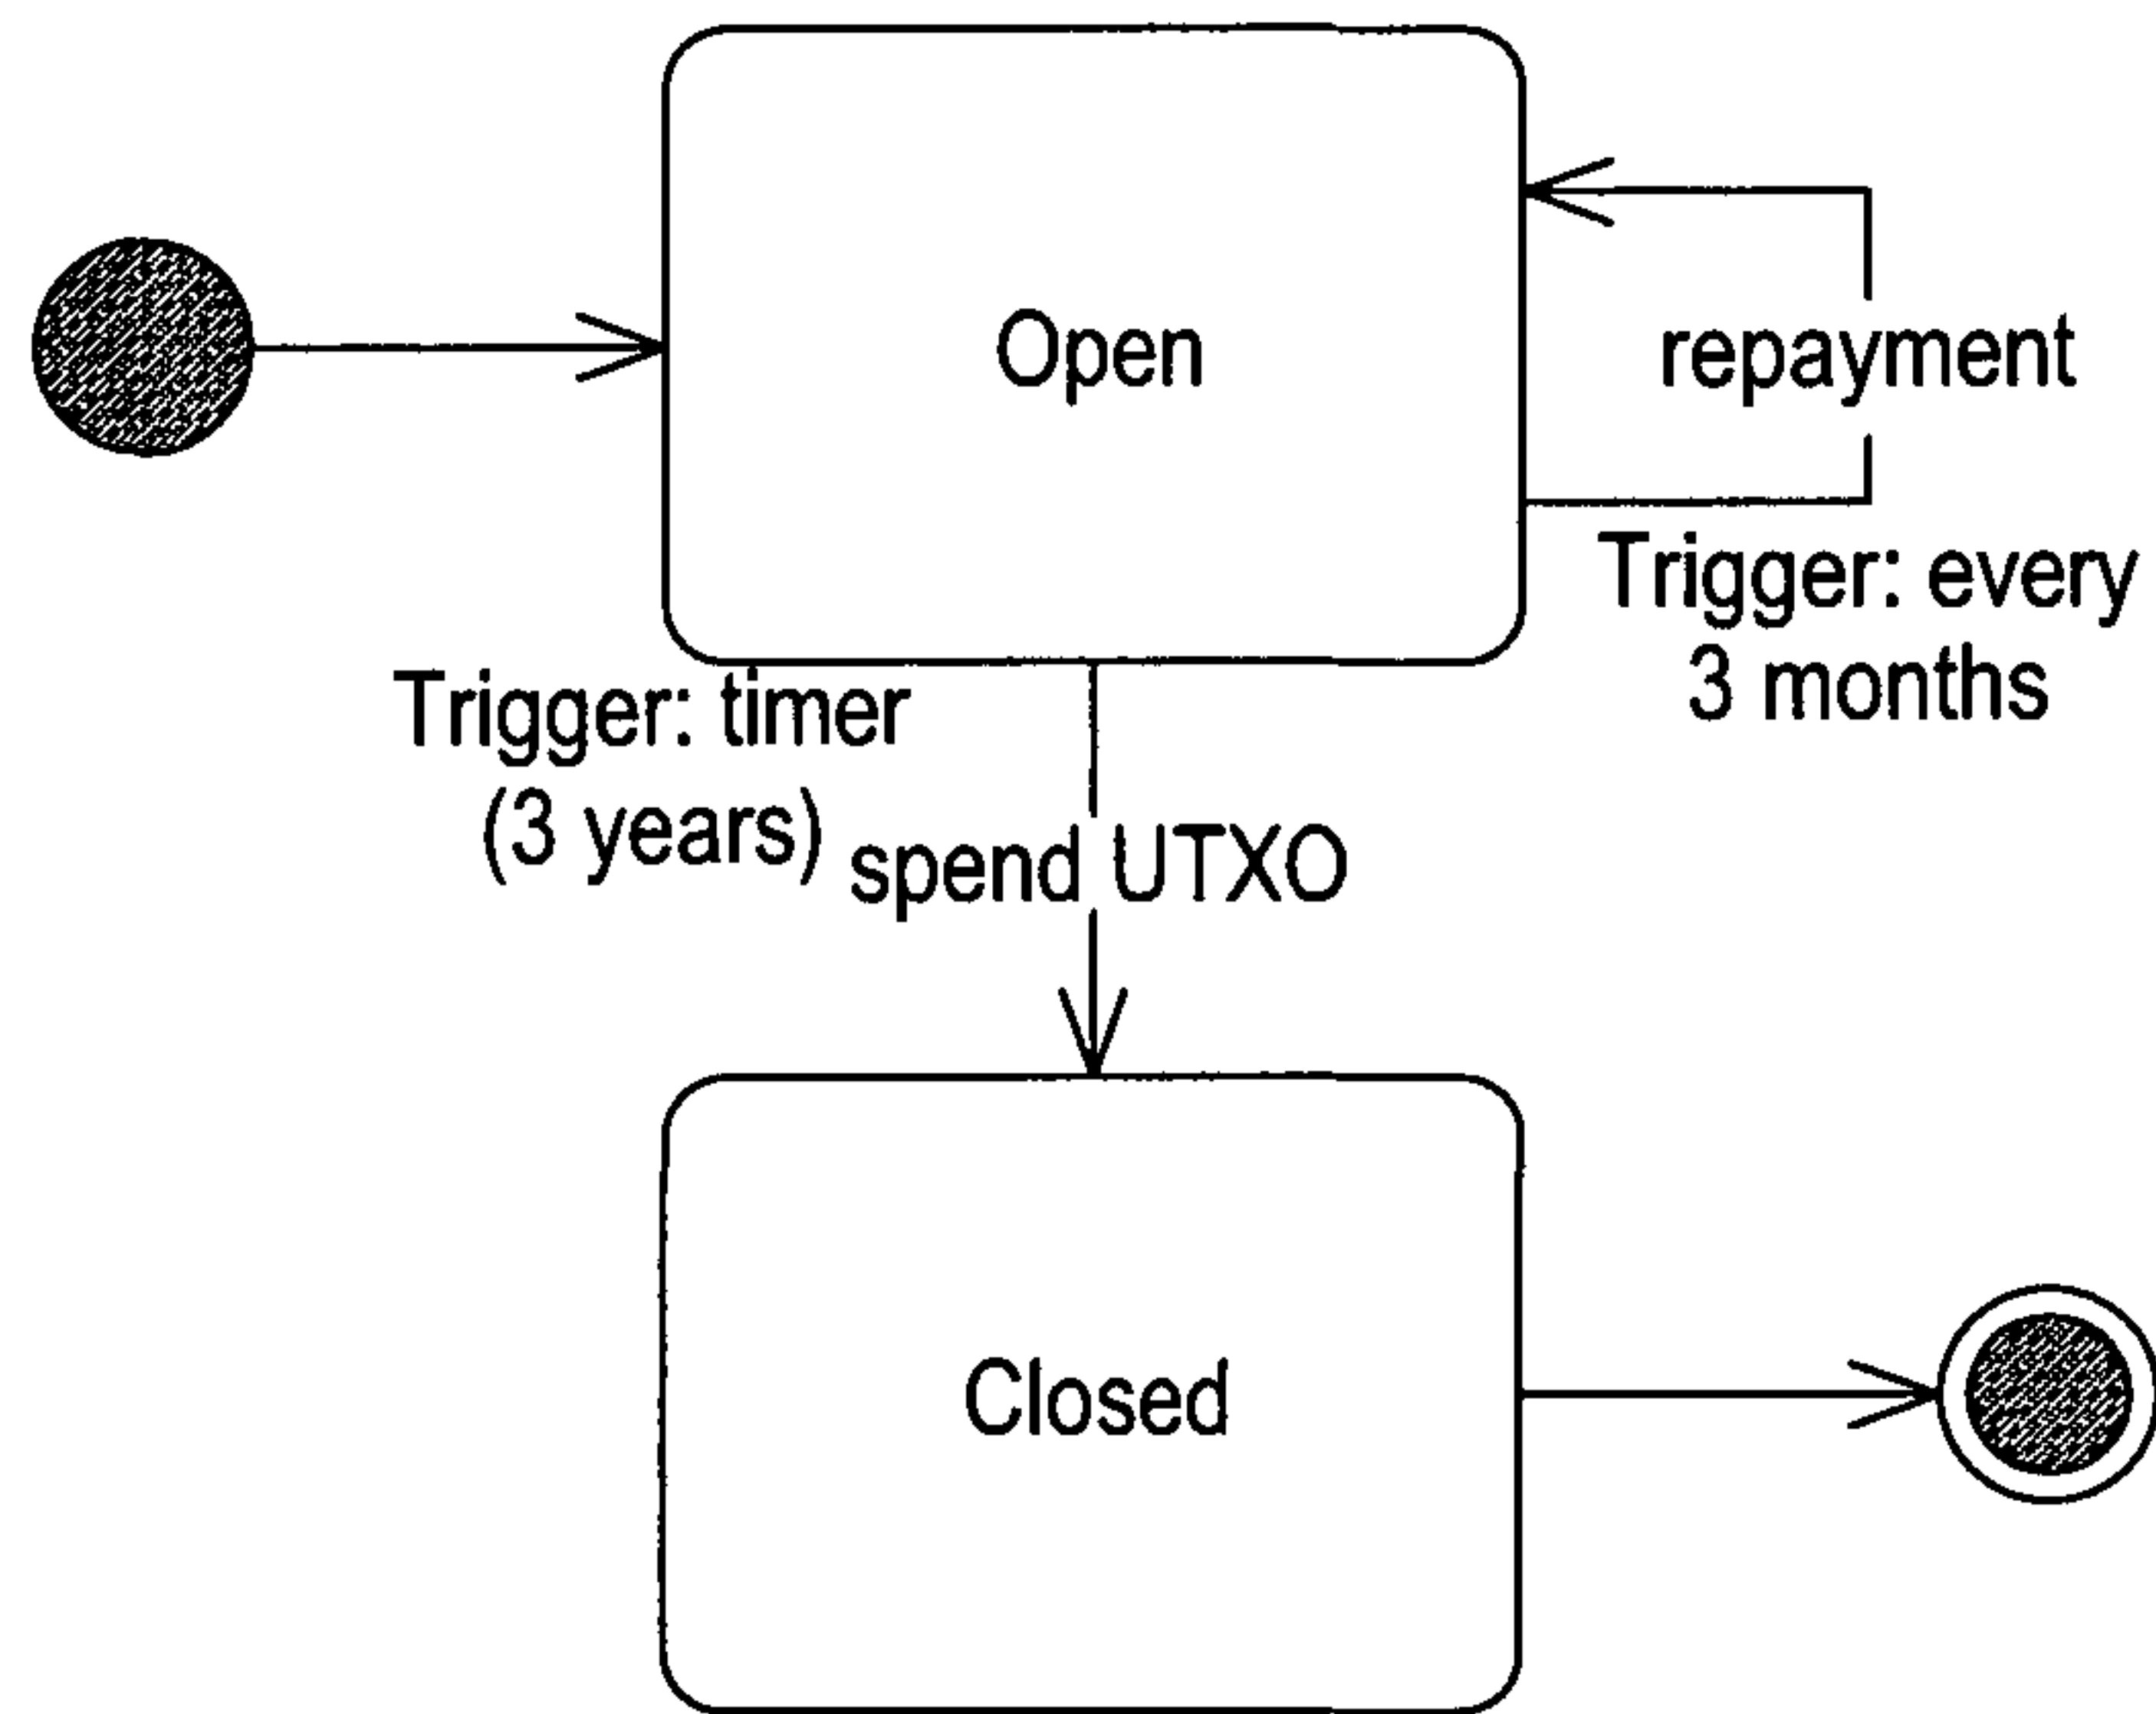 Open
repayment
Trigger: every
3 months
Trigger: timer
(3 years)
spend UTXO
Closed